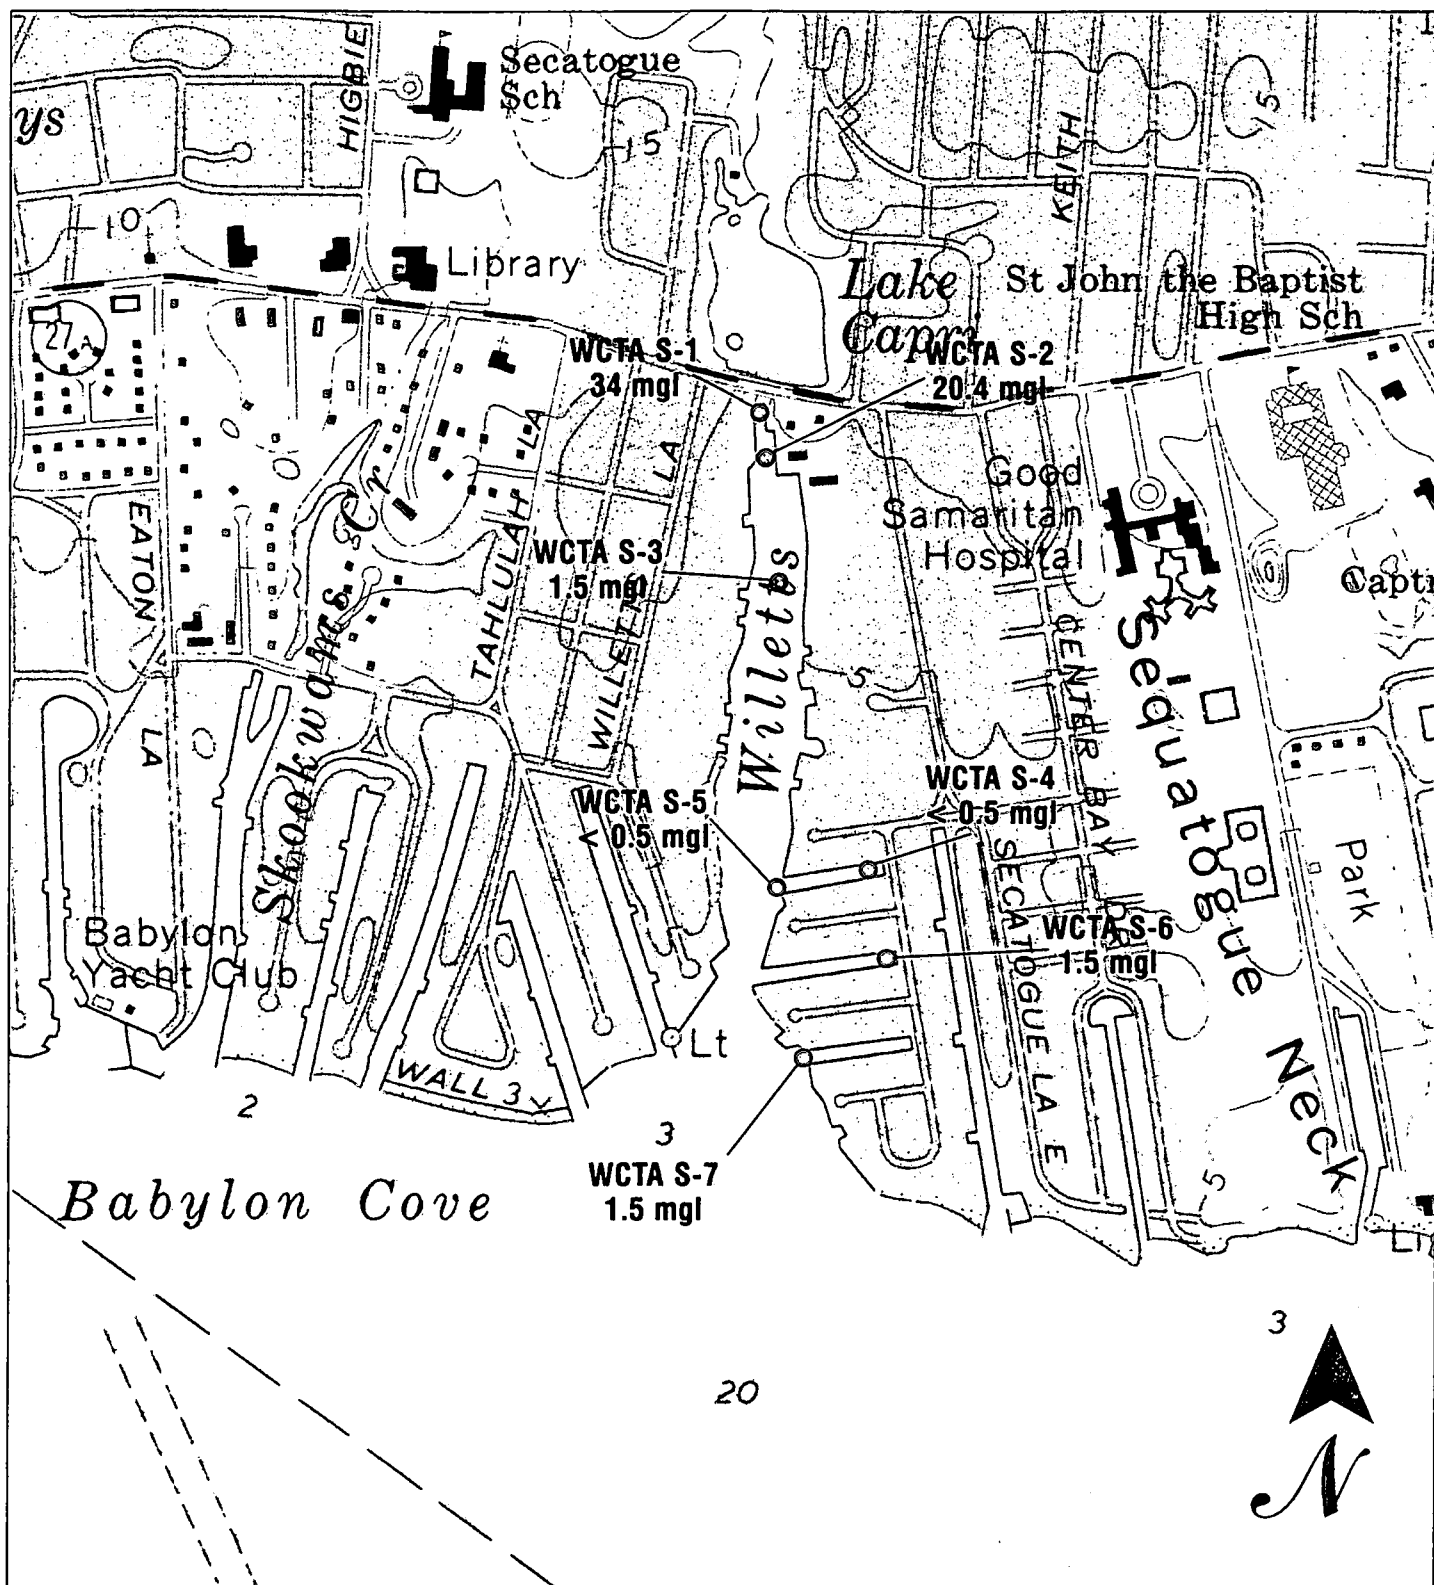 HIGBIE
Secatogue
Sch
ys
15
15
KEITH
10
Library
Lake
Capri
St John the Baptist
High Sch
27A
WCTA S-1
34 mgl
WCTA S-2
20.4 mgl
LA
LA
Good
Samaritan
Hospital
Skookwams Cr
EATON
LA
TAHLULAH
WCTA S-3
1.5 mgl
WILLETTS
Willetts
5
CENTER BAY
Sequatogue Neck
WCTA S-4
< 0.5 mgl
WCTA S-5
< 0.5 mgl
SECATOGUE LA E
Park
Babylon
Yacht Club
WCTA S-6
1.5 mgl
Lt
WALL 3
2
3
WCTA S-7
1.5 mgl
5
Babylon Cove
3
20
N